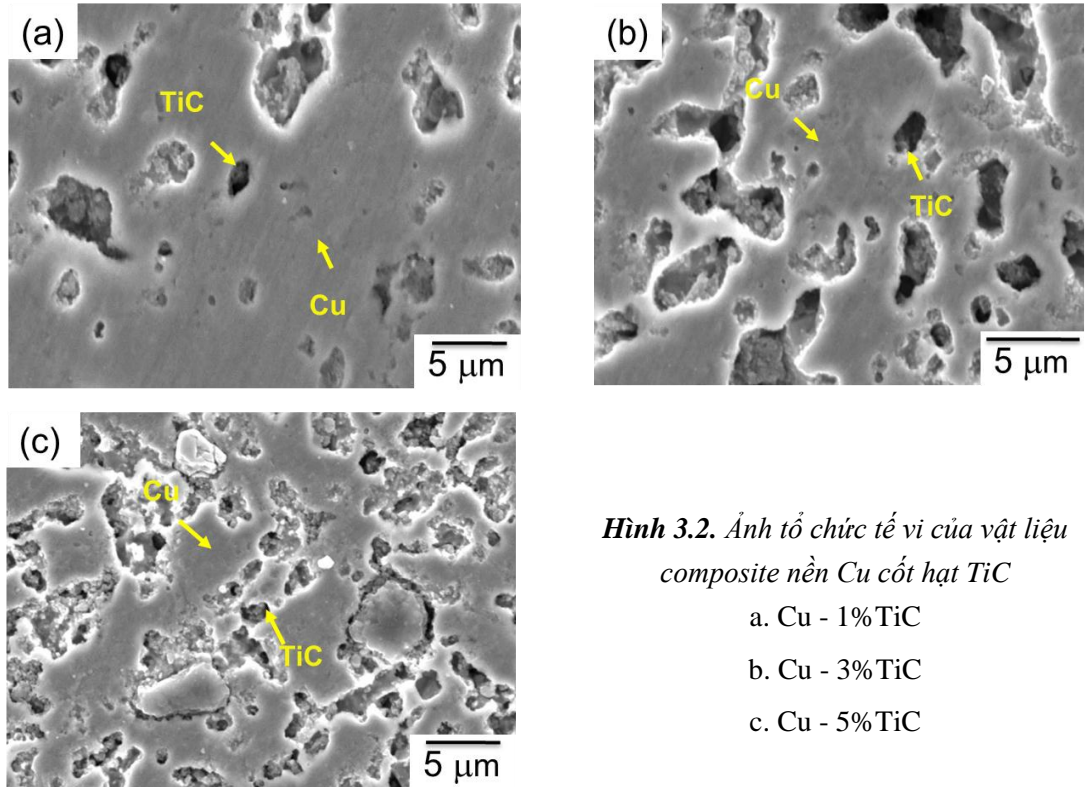 (a)
TiC
Cu
5 μm
(b)
Cu
TiC
5 μm
(c)
Cu
TiC
5 μm
Hình 3.2. Ảnh tổ chức tế vi của vật liệu
composite nền Cu cốt hạt TiC
a. Cu - 1%TiC
b. Cu - 3%TiC
c. Cu - 5%TiC